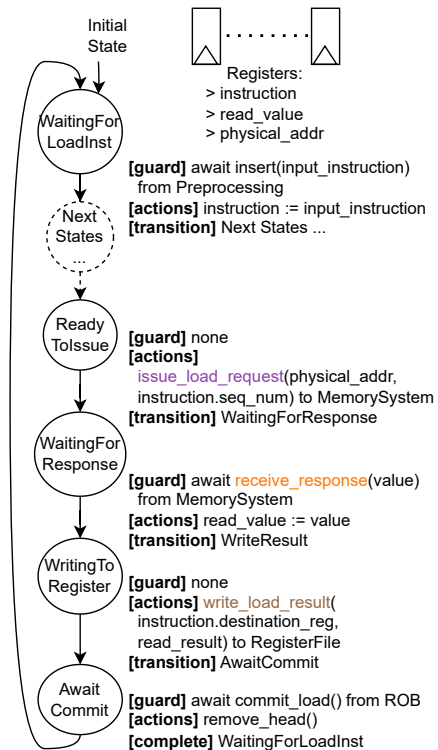 Initial
State
Registers:
> instruction
> read_value
> physical_addr
WaitingFor
LoadInst
[guard] await insert(input_instruction)
from Preprocessing
[actions] instruction := input_instruction
[transition] Next States ...
Next
States
...
Ready
ToIssue
[guard] none
[actions]
issue_load_request(physical_addr,
instruction.seq_num) to MemorySystem
[transition] WaitingForResponse
WaitingFor
Response
[guard] await receive_response(value)
from MemorySystem
[actions] read_value := value
[transition] WriteResult
WritingTo
Register
[guard] none
[actions] write_load_result(
instruction.destination_reg,
read_result) to RegisterFile
[transition] AwaitCommit
Await
Commit
[guard] await commit_load() from ROB
[actions] remove_head()
[complete] WaitingForLoadInst